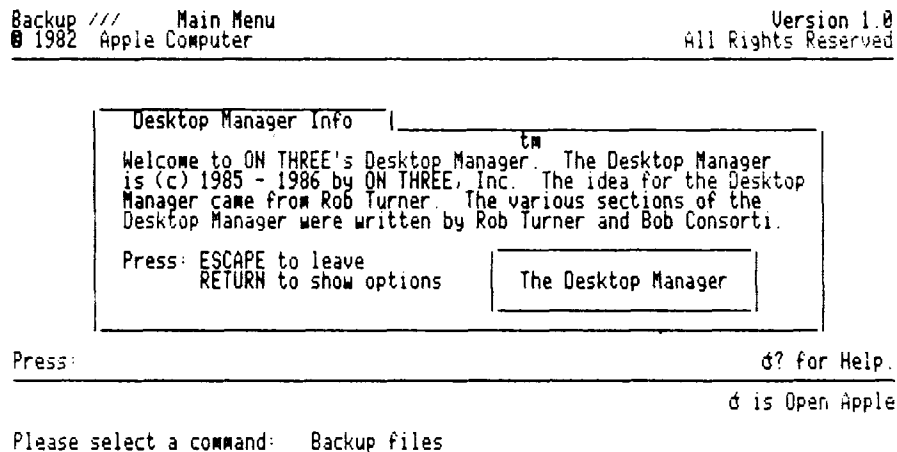 Backup /// Main Menu Version 1.0
© 1982 Apple Computer All Rights Reserved
Desktop Manager Info
tm
Welcome to ON THREE's Desktop Manager. The Desktop Manager
is (c) 1985 - 1986 by ON THREE, Inc. The idea for the Desktop
Manager came from Rob Turner. The various sections of the
Desktop Manager were written by Rob Turner and Bob Consorti.
Press: ESCAPE to leave
RETURN to show options
The Desktop Manager
Press: ? for Help.
is Open Apple
Please select a command: Backup files